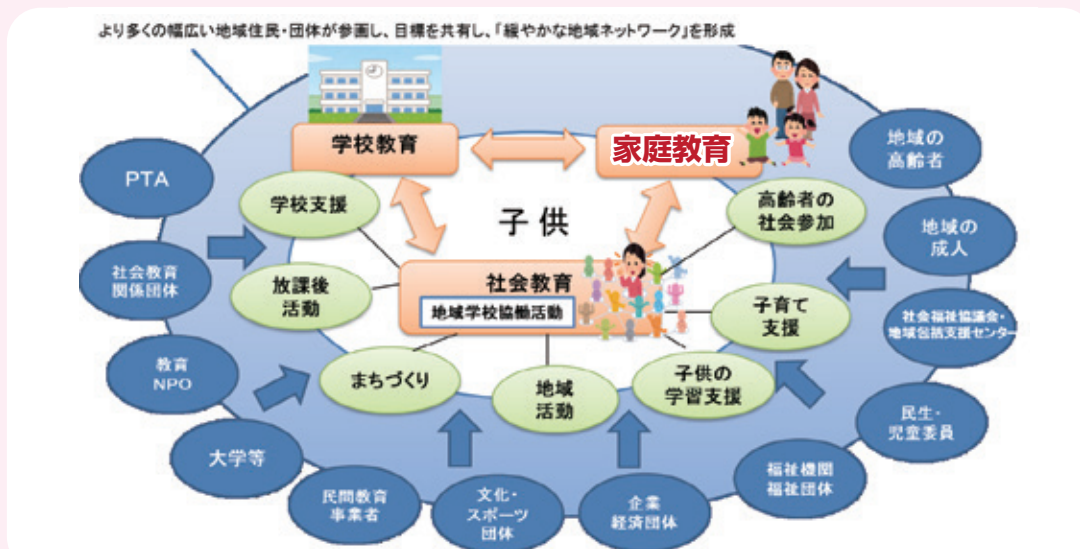 より多くの幅広い地域住民・団体が参画し、目標を共有し、「緩やかな地域ネットワーク」を形成
学校教育
家庭教育
子供
社会教育
地域学校協働活動
学校支援
放課後
活動
まちづくり
地域
活動
子供の
学習支援
子育て
支援
高齢者の
社会参加
PTA
社会教育
関係団体
教育
NPO
大学等
民間教育
事業者
文化・
スポーツ
団体
企業
経済団体
福祉機関
福祉団体
民生・
児童委員
社会福祉協議会・
地域包括支援センター
地域の
成人
地域の
高齢者